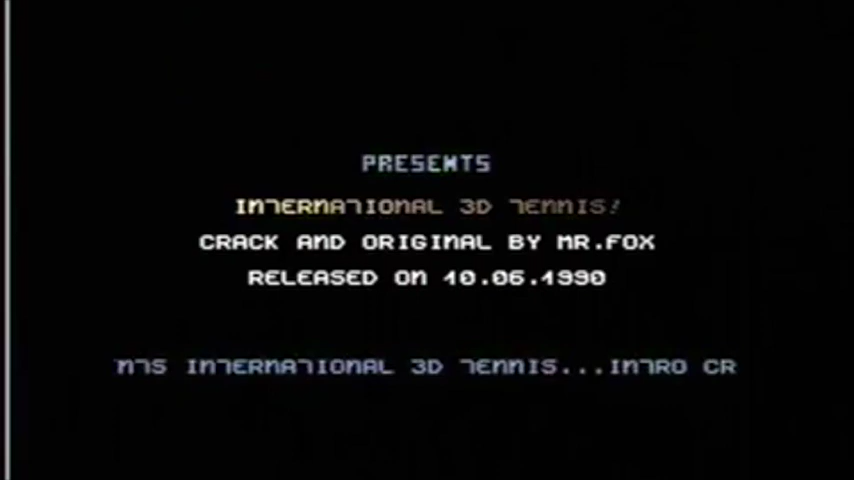 PRESENTS
INTERNATIONAL 3D TENNIS!
CRACK AND ORIGINAL BY MR.FOX
RELEASED ON 10.06.1990
NTS INTERNATIONAL 3D TENNIS...INTRO CR